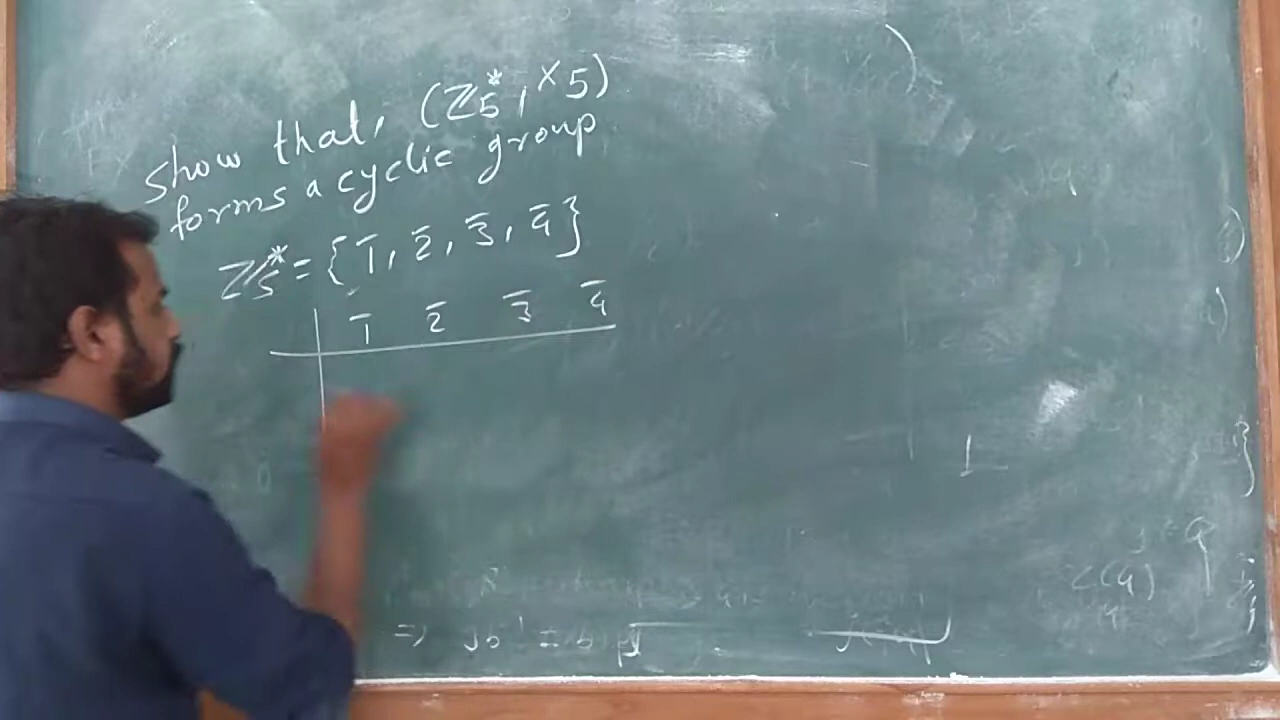 show that, (ℤ₅*, ×5)
forms a cyclic group
ℤ₅* = {1̄, 2̄, 3̄, 4̄}
1̄ 2̄ 3̄ 4̄